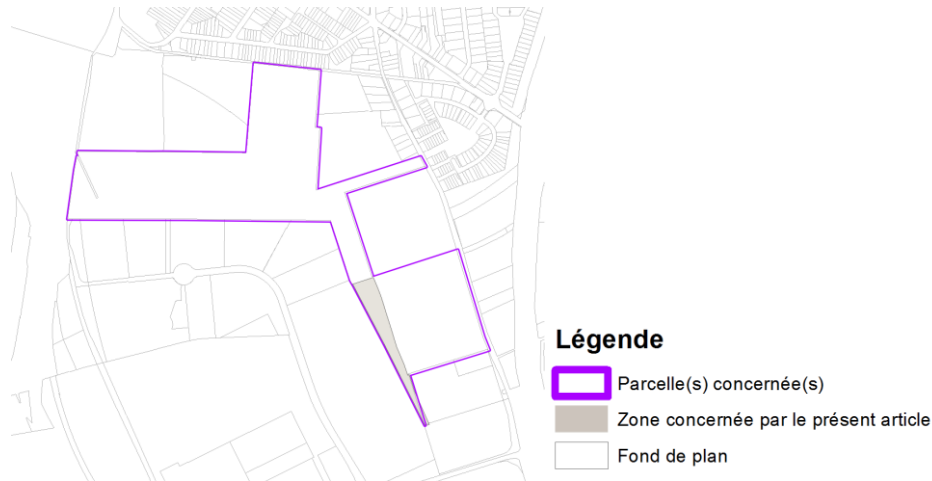 Légende
Parcelle(s) concernée(s)
Zone concernée par le présent article
Fond de plan